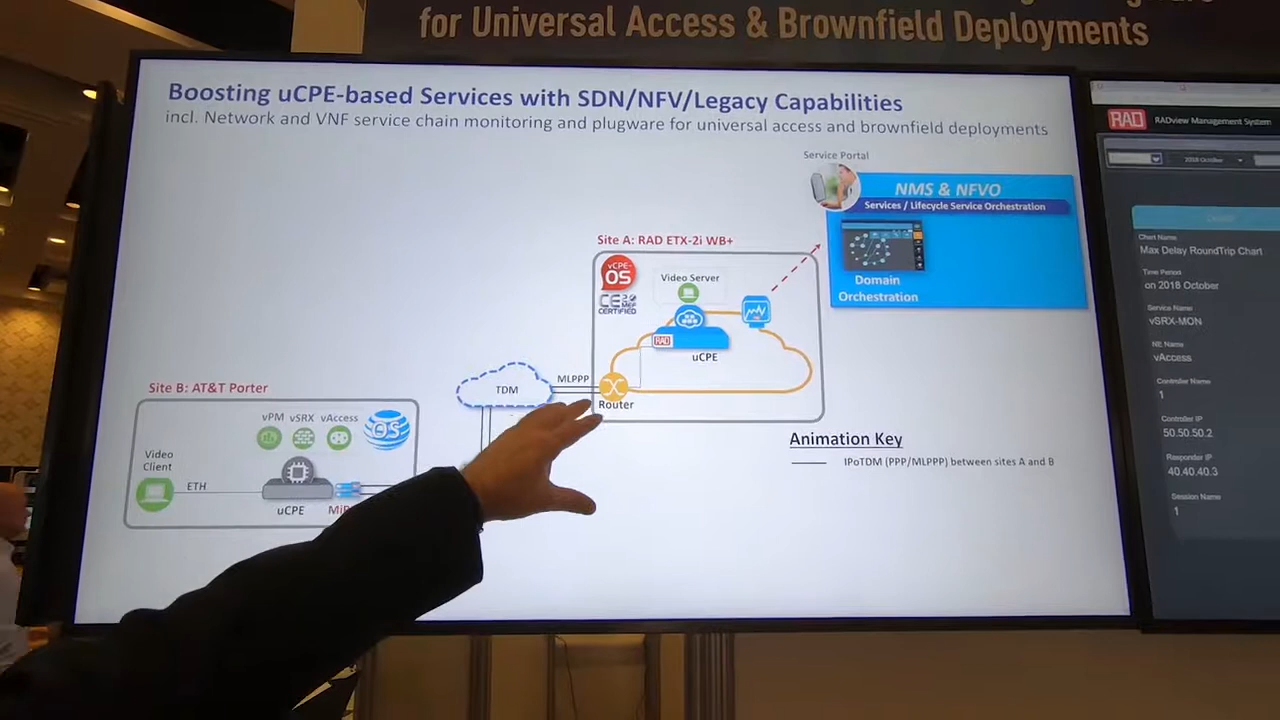 for Universal Access & Brownfield Deployments
Boosting uCPE-based Services with SDN/NFV/Legacy Capabilities
incl. Network and VNF service chain monitoring and plugware for universal access and brownfield deployments
Service Portal
NMS & NFVO
Services / Lifecycle Service Orchestration
Domain
Orchestration
Site A: RAD ETX-2i WB+
vCPE-
OS
CE 2.0
MEF
CERTIFIED
Video Server
RAD
uCPE
TDM
MLPPP
Router
Site B: AT&T Porter
vPM vSRX vAccess
OS
Video
Client
ETH
uCPE
Animation Key
IPoTDM (PPP/MLPPP) between sites A and B
RAD RADview Management System
2018 October
Chart Name
Max Delay RoundTrip Chart
Time Period
on 2018 October
Service Name
vSRX-MON
NE Name
vAccess
Controller Name
1
Controller IP
50.50.50.2
Responder IP
40.40.40.3
Session Name
1